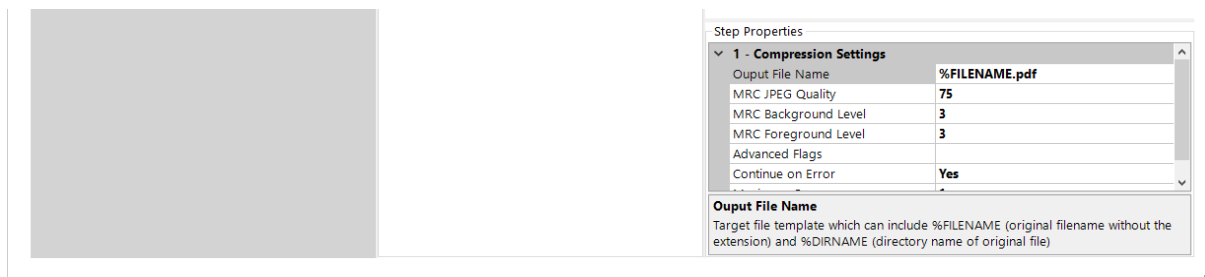 Step Properties
1 - Compression Settings
Ouput File Name %FILENAME.pdf
MRC JPEG Quality 75
MRC Background Level 3
MRC Foreground Level 3
Advanced Flags
Continue on Error Yes
Ouput File Name
Target file template which can include %FILENAME (original filename without the
extension) and %DIRNAME (directory name of original file)